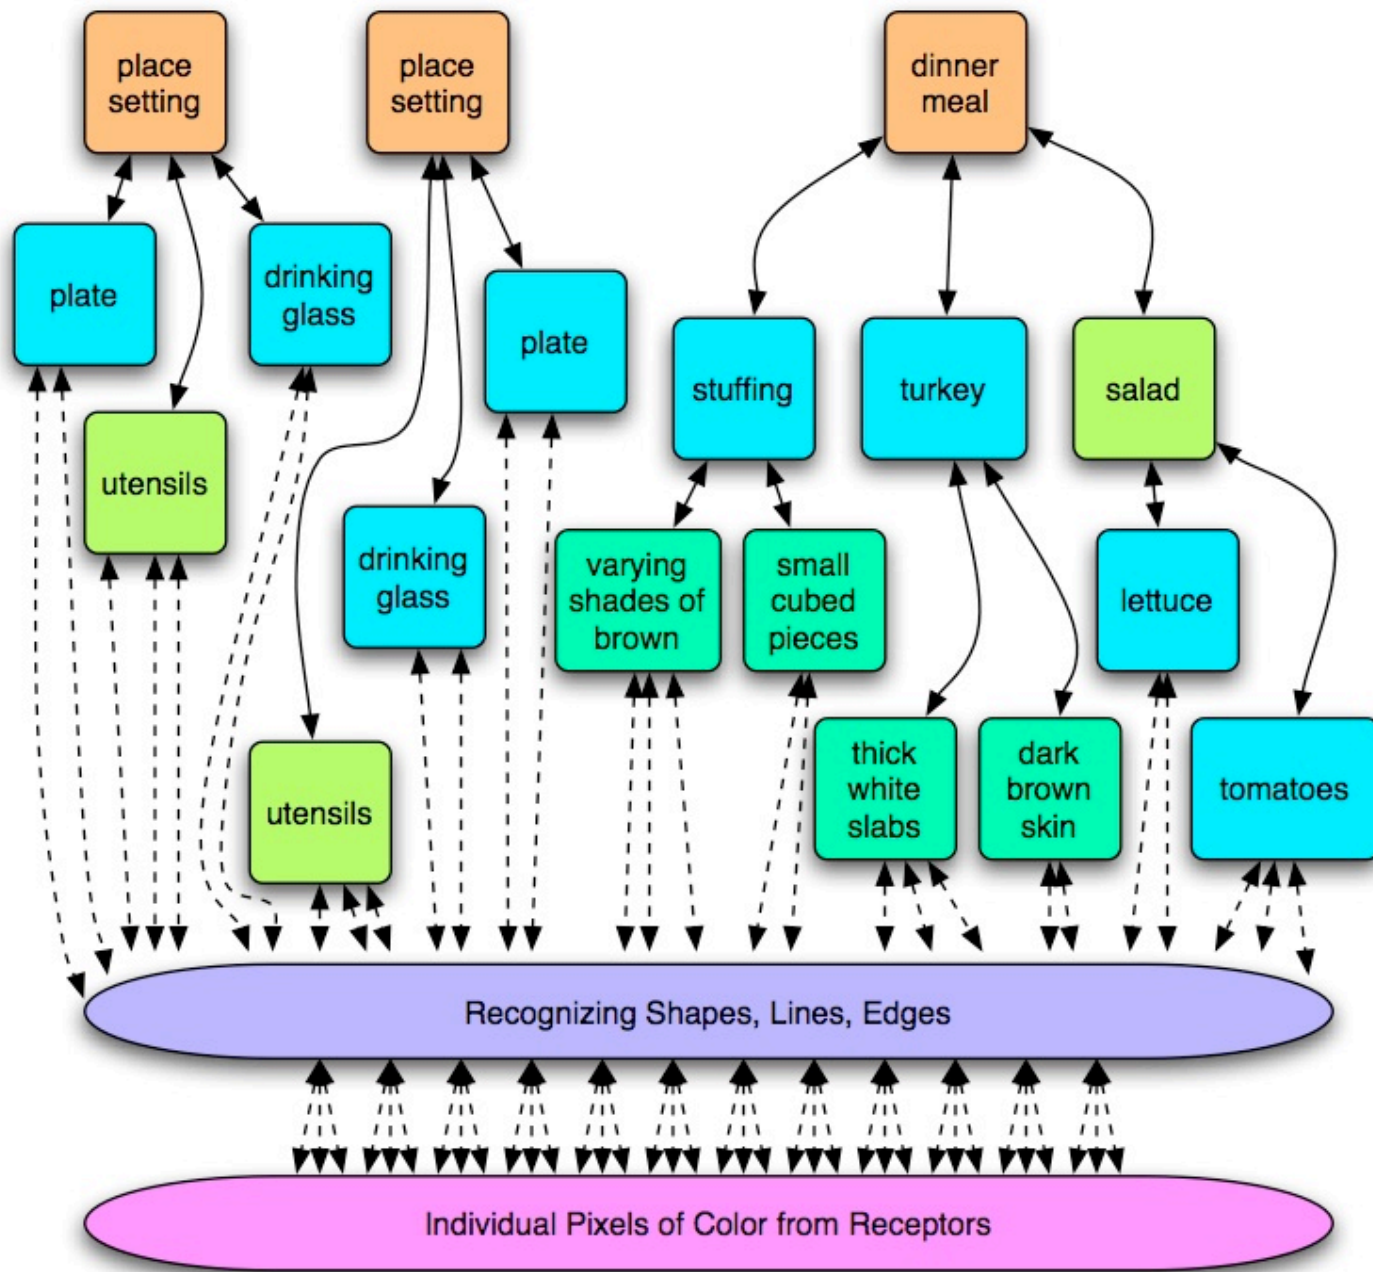 place
setting
place
setting
dinner
meal
plate
drinking
glass
plate
stuffing
turkey
salad
utensils
drinking
glass
varying
shades of
brown
small
cubed
pieces
lettuce
utensils
thick
white
slabs
dark
brown
skin
tomatoes
Recognizing Shapes, Lines, Edges
Individual Pixels of Color from Receptors